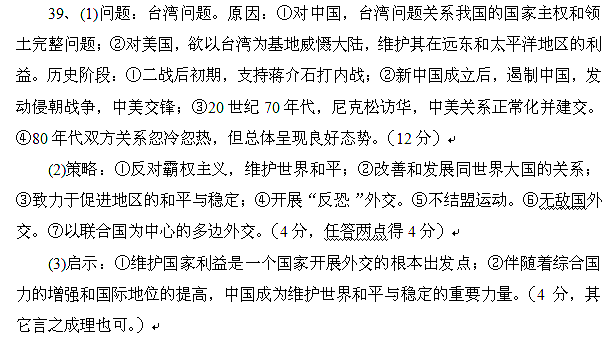 39、(1)问题：台湾问题。原因：①对中国，台湾问题关系我国的国家主权和领
土完整问题；②对美国，欲以台湾为基地威慑大陆，维护其在远东和太平洋地区的利
益。历史阶段：①二战后初期，支持蒋介石打内战；②新中国成立后，遏制中国，发
动侵朝战争，中美交锋；③20世纪70年代，尼克松访华，中美关系正常化并建交。
④80年代双方关系忽冷忽热，但总体呈现良好态势。（12分）
(2)策略：①反对霸权主义，维护世界和平；②改善和发展同世界大国的关系；
③致力于促进地区的和平与稳定；④开展“反恐”外交。⑤不结盟运动。⑥无敌国外
交。⑦以联合国为中心的多边外交。（4分，任答两点得4分）
(3)启示：①维护国家利益是一个国家开展外交的根本出发点；②伴随着综合国
力的增强和国际地位的提高，中国成为维护世界和平与稳定的重要力量。（4分，其
它言之成理也可。）